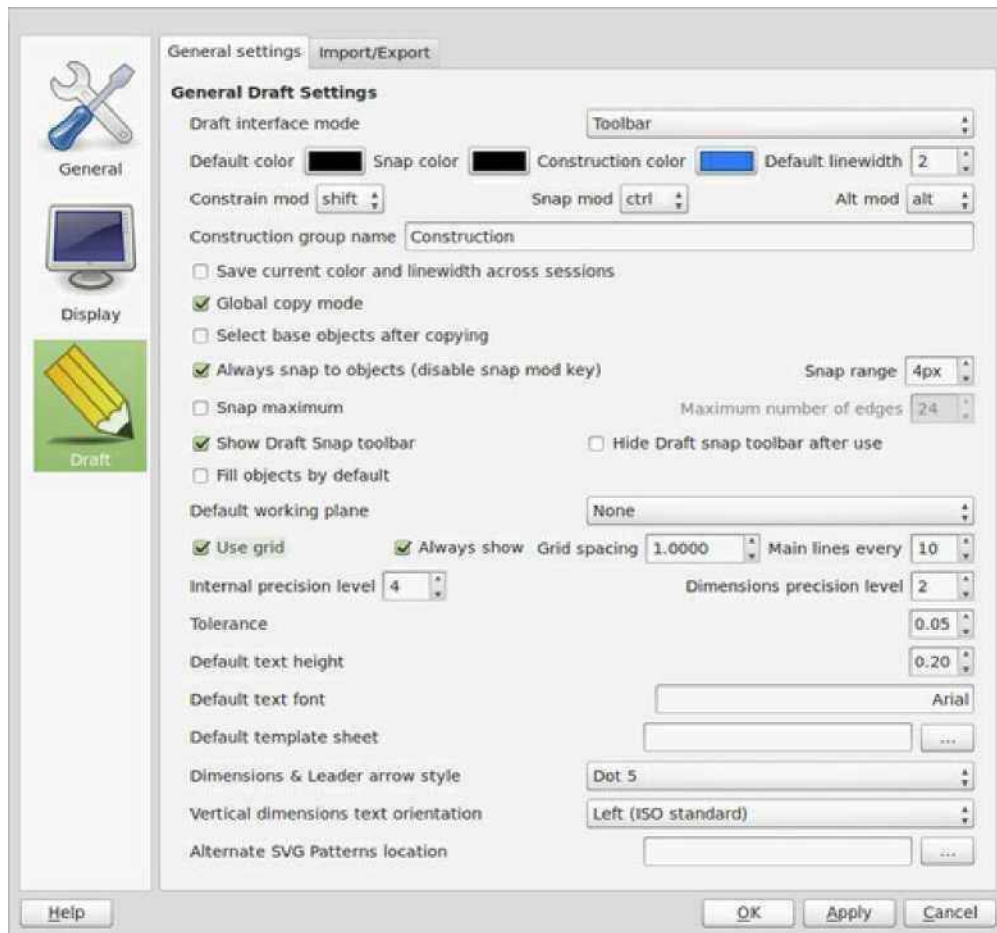 General settings Import/Export
General Draft Settings
Draft interface mode Toolbar
General
Default color Snap color Construction color Default linewidth 2
Constrain mod shift Snap mod ctrl Alt mod alt
Construction group name Construction
Save current color and linewidth across sessions
Global copy mode
Display
Select base objects after copying
Always snap to objects (disable snap mod key) Snap range 4px
Snap maximum Maximum number of edges 24
Show Draft Snap toolbar Hide Draft snap toolbar after use
Draft
Fill objects by default
Default working plane None
Use grid Always show Grid spacing 1.0000 Main lines every 10
Internal precision level 4 Dimensions precision level 2
Tolerance 0.05
Default text height 0.20
Default text font Arial
Default template sheet ...
Dimensions & Leader arrow style Dot 5
Vertical dimensions text orientation Left (ISO standard)
Alternate SVG Patterns location ...
Help OK Apply Cancel